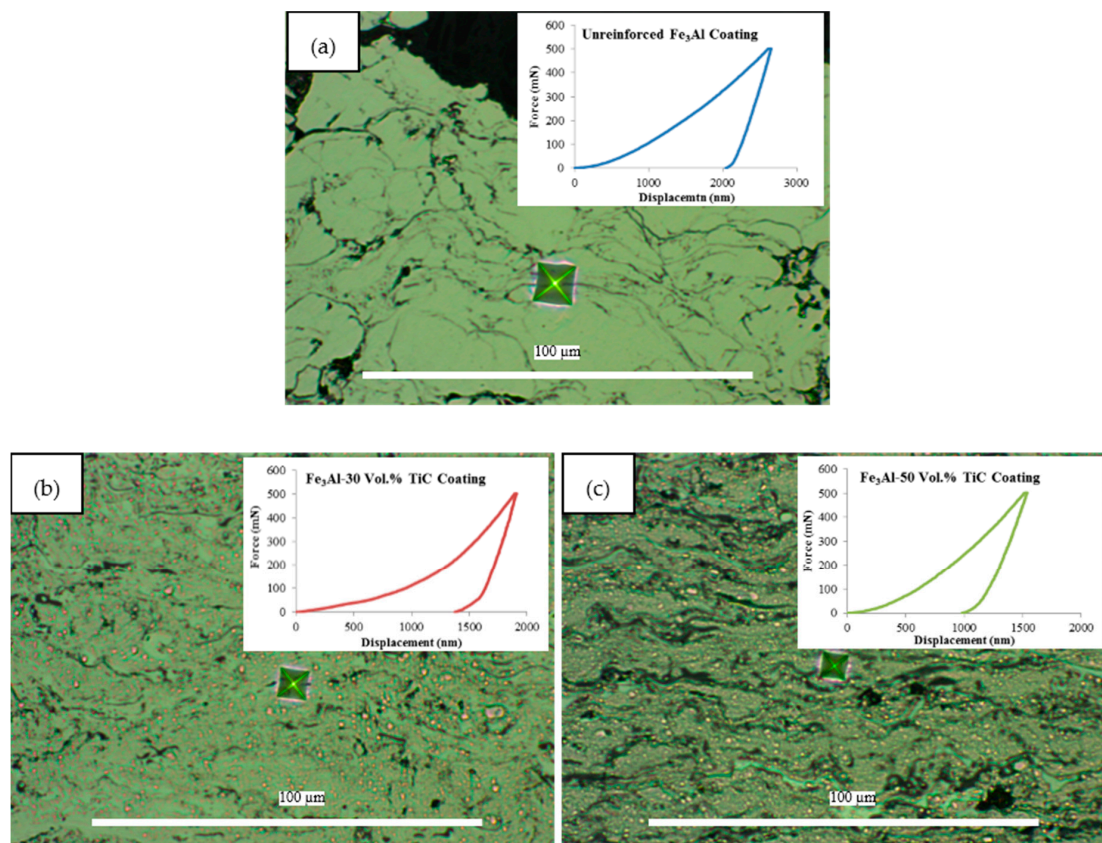 (a)
Unreinforced Fe₃Al Coating
600
500
400
300
200
100
0
Force (mN)
0 1000 2000 3000
Displacemtn (nm)
100 µm
(b)
Fe₃Al-30 Vol.% TiC Coating
600
500
400
300
200
100
0
Force (mN)
0 500 1000 1500 2000
Displacement (nm)
100 µm
(c)
Fe₃Al-50 Vol.% TiC Coating
600
500
400
300
200
100
0
Force (mN)
0 500 1000 1500 2000
Displacement (nm)
100 µm